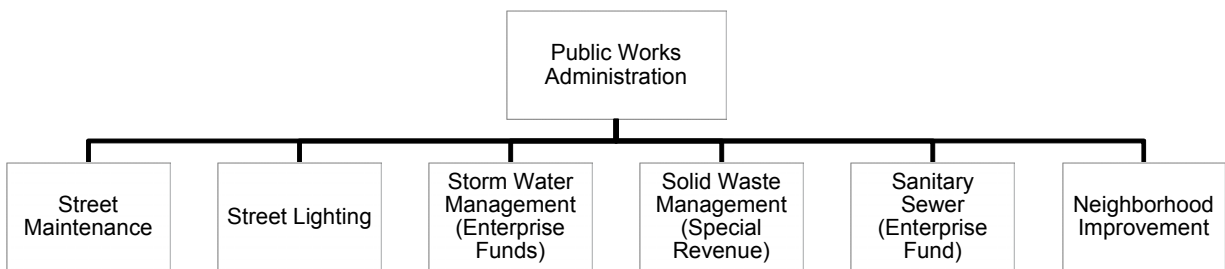 Public Works
Administration
Street
Maintenance
Street Lighting
Storm Water
Management
(Enterprise
Funds)
Solid Waste
Management
(Special
Revenue)
Sanitary
Sewer
(Enterprise
Fund)
Neighborhood
Improvement